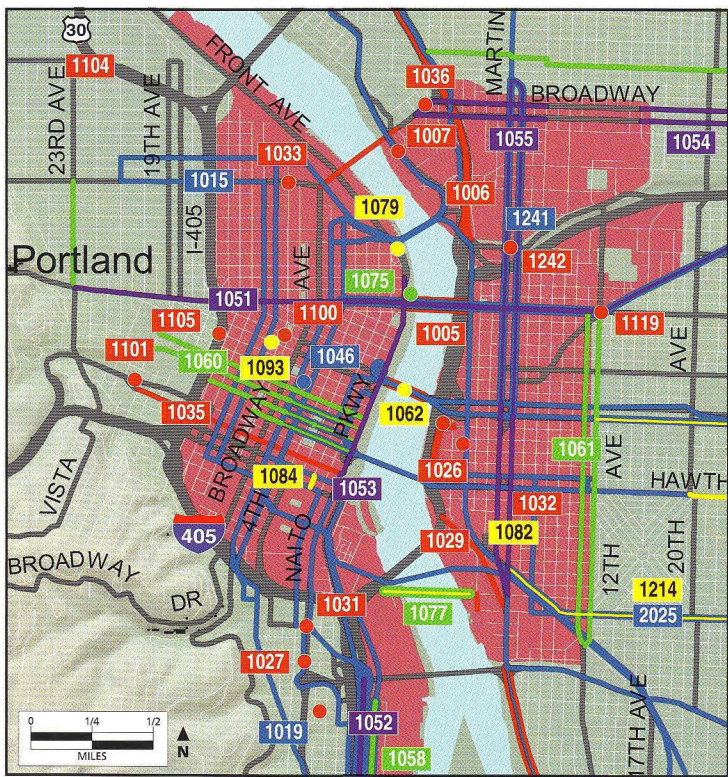 30
1104
23RD AVE
19TH AVE
FRONT AVE
1036
MARTIN
BROADWAY
1007
1055
1054
1033
1015
1006
1079
1241
I-405
AVE
1242
Portland
1075
1051
1100
1005
1119
1105
1101
1060
1093
1046
AVE
1035
PKWY
1062
BROADWAY
1026
1061
AVE
HAWTH
1084
1053
1032
VISTA
4TH
405
NAITO
1029
1082
12TH
20TH
BROADWAY
DR
1077
1214
2025
1031
1027
1019
1052
1058
17TH AVE
0 1/4 1/2
MILES
N